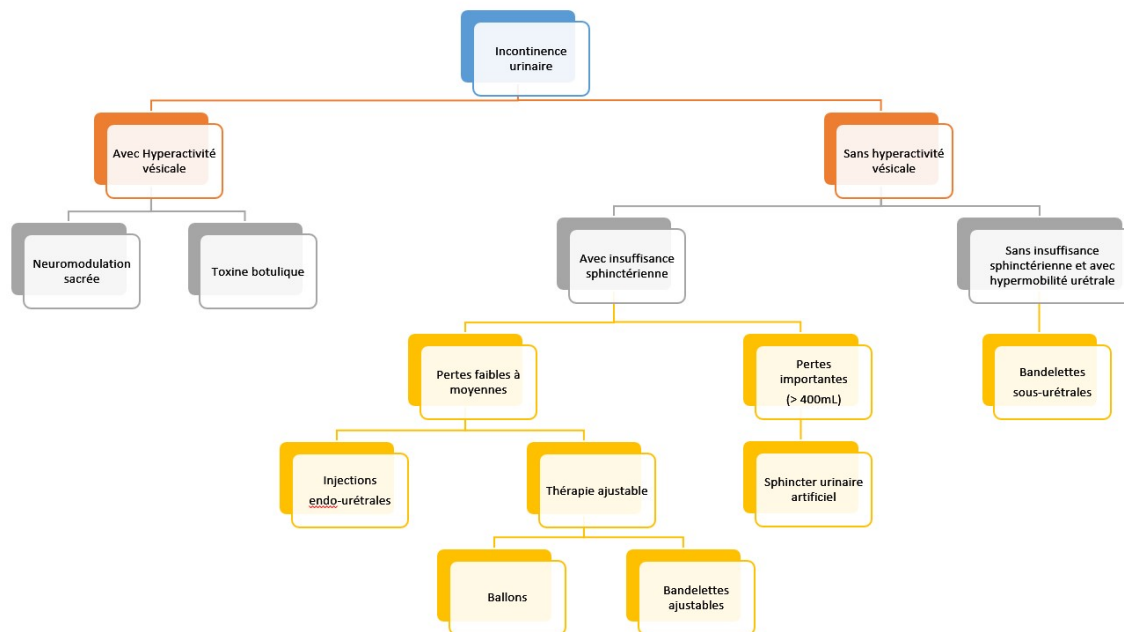 Incontinence
urinaire
Avec Hyperactivité
vésicale
Sans hyperactivité
vésicale
Neuromodulation
sacrée
Toxine botulique
Avec insuffisance
sphinctérienne
Sans insuffisance
sphinctérienne et avec
hypermobilité urétrale
Pertes faibles à
moyennes
Pertes
importantes
(> 400mL)
Bandelettes
sous-urétrales
Injections
endo-urétrales
Thérapie ajustable
Sphincter urinaire
artificiel
Ballons
Bandelettes
ajustables